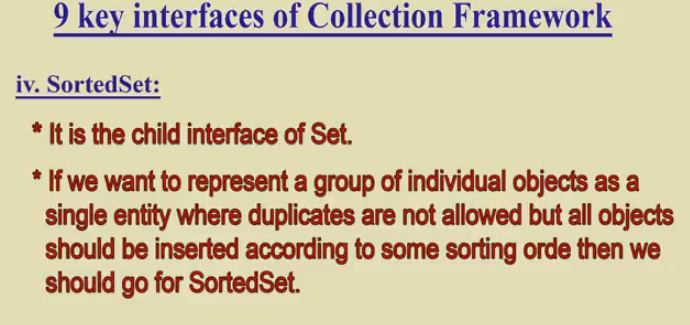 9 key interfaces of Collection Framework
iv. SortedSet:
* It is the child interface of Set.
* If we want to represent a group of individual objects as a
single entity where duplicates are not allowed but all objects
should be inserted according to some sorting orde then we
should go for SortedSet.